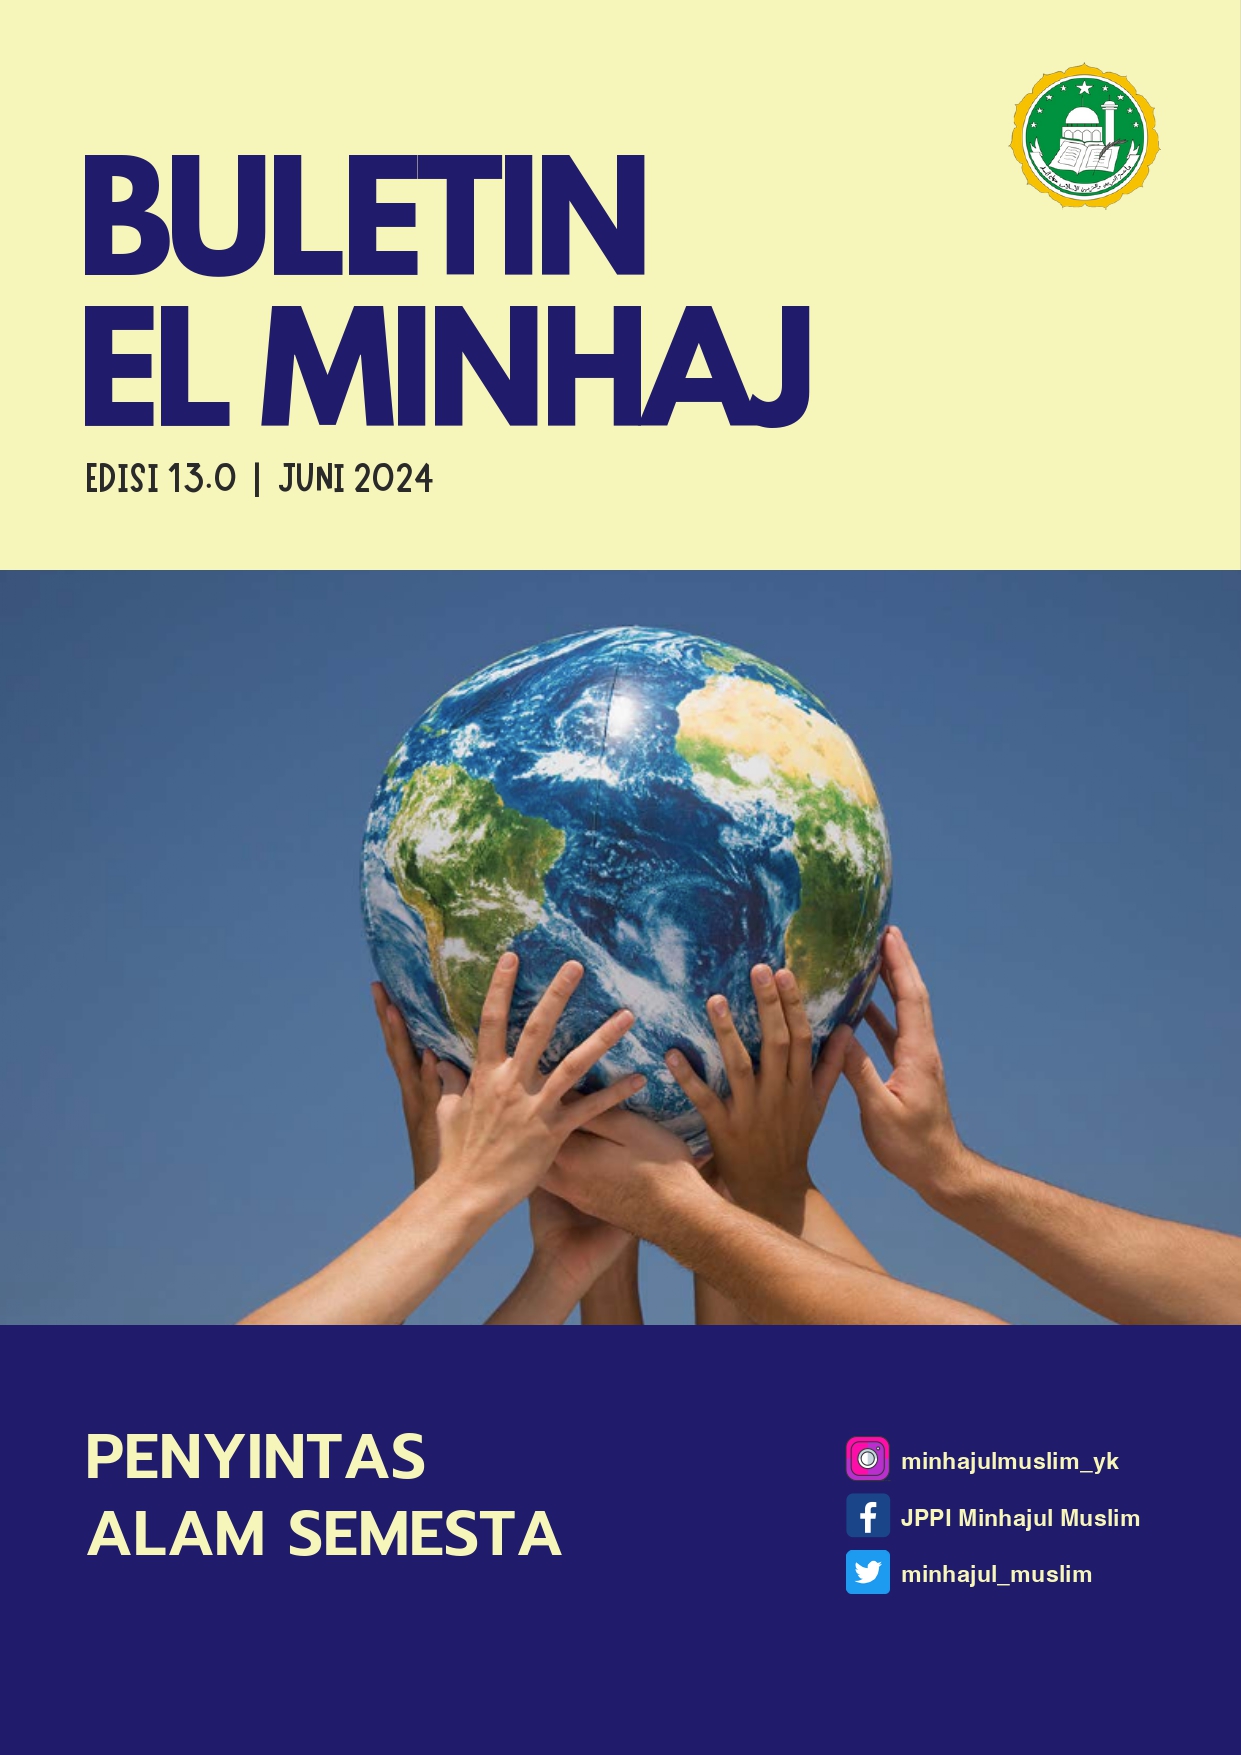 BULETIN
EL MINHAJ
EDISI 13.0 | JUNI 2024
PENYINTAS
ALAM SEMESTA
minhajulmuslim_yk
JPPI Minhajul Muslim
minhajul_muslim